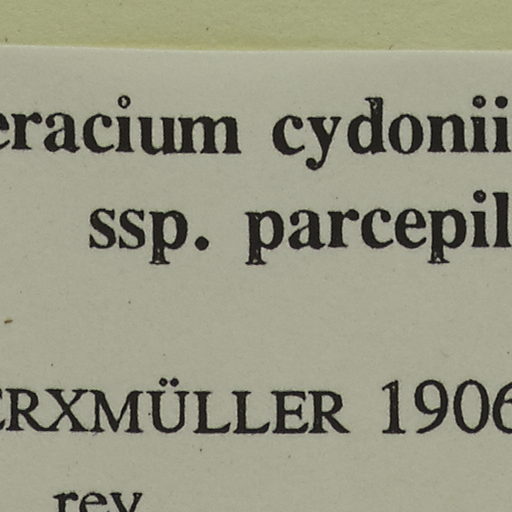 eracium cydonii
ssp. parcepil
ERXMÜLLER 1906
rev